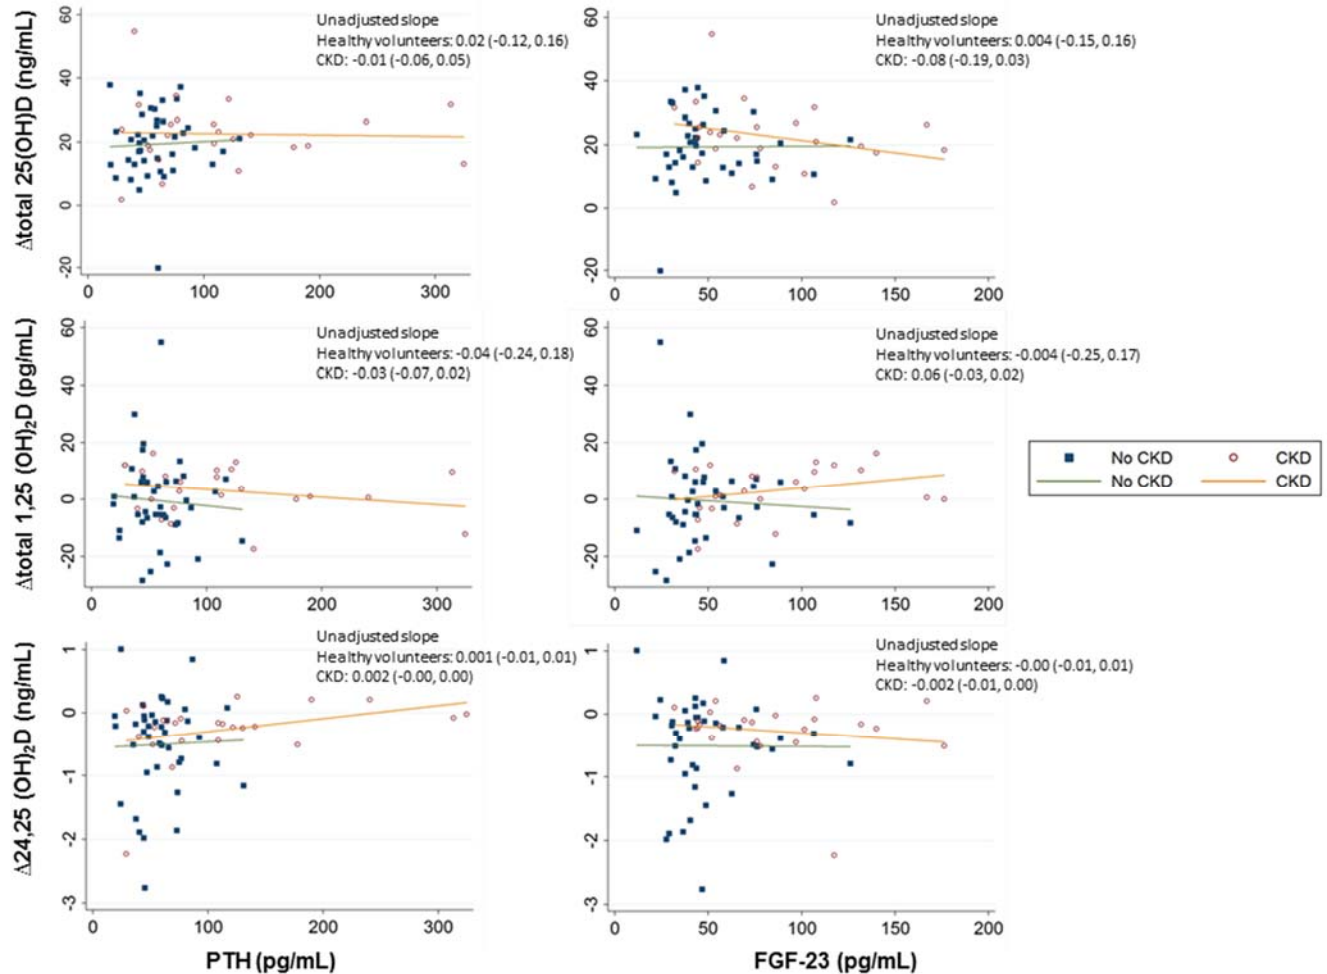 Δtotal 25(OH)D (ng/mL)
60
40
20
0
-20
0
100
200
300
Unadjusted slope
Healthy volunteers: 0.02 (-0.12, 0.16)
CKD: -0.01 (-0.06, 0.05)
60
40
20
0
-20
0
50
100
150
200
Unadjusted slope
Healthy volunteers: 0.004 (-0.15, 0.16)
CKD: -0.08 (-0.19, 0.03)
Δtotal 1,25 (OH)₂D (pg/mL)
60
40
20
0
20
0
100
200
300
Unadjusted slope
Healthy volunteers: -0.04 (-0.24, 0.18)
CKD: -0.03 (-0.07, 0.02)
60
40
20
0
20
0
50
100
150
200
Unadjusted slope
Healthy volunteers: -0.004 (-0.25, 0.17)
CKD: 0.06 (-0.03, 0.02)
No CKD
CKD
No CKD
CKD
Δ24,25 (OH)₂D (ng/mL)
1
0
-1
-2
-3
0
100
200
300
Unadjusted slope
Healthy volunteers: 0.001 (-0.01, 0.01)
CKD: 0.002 (-0.00, 0.00)
PTH (pg/mL)
1
0
-1
-2
-3
0
50
100
150
200
Unadjusted slope
Healthy volunteers: -0.00 (-0.01, 0.01)
CKD: -0.002 (-0.01, 0.00)
FGF-23 (pg/mL)